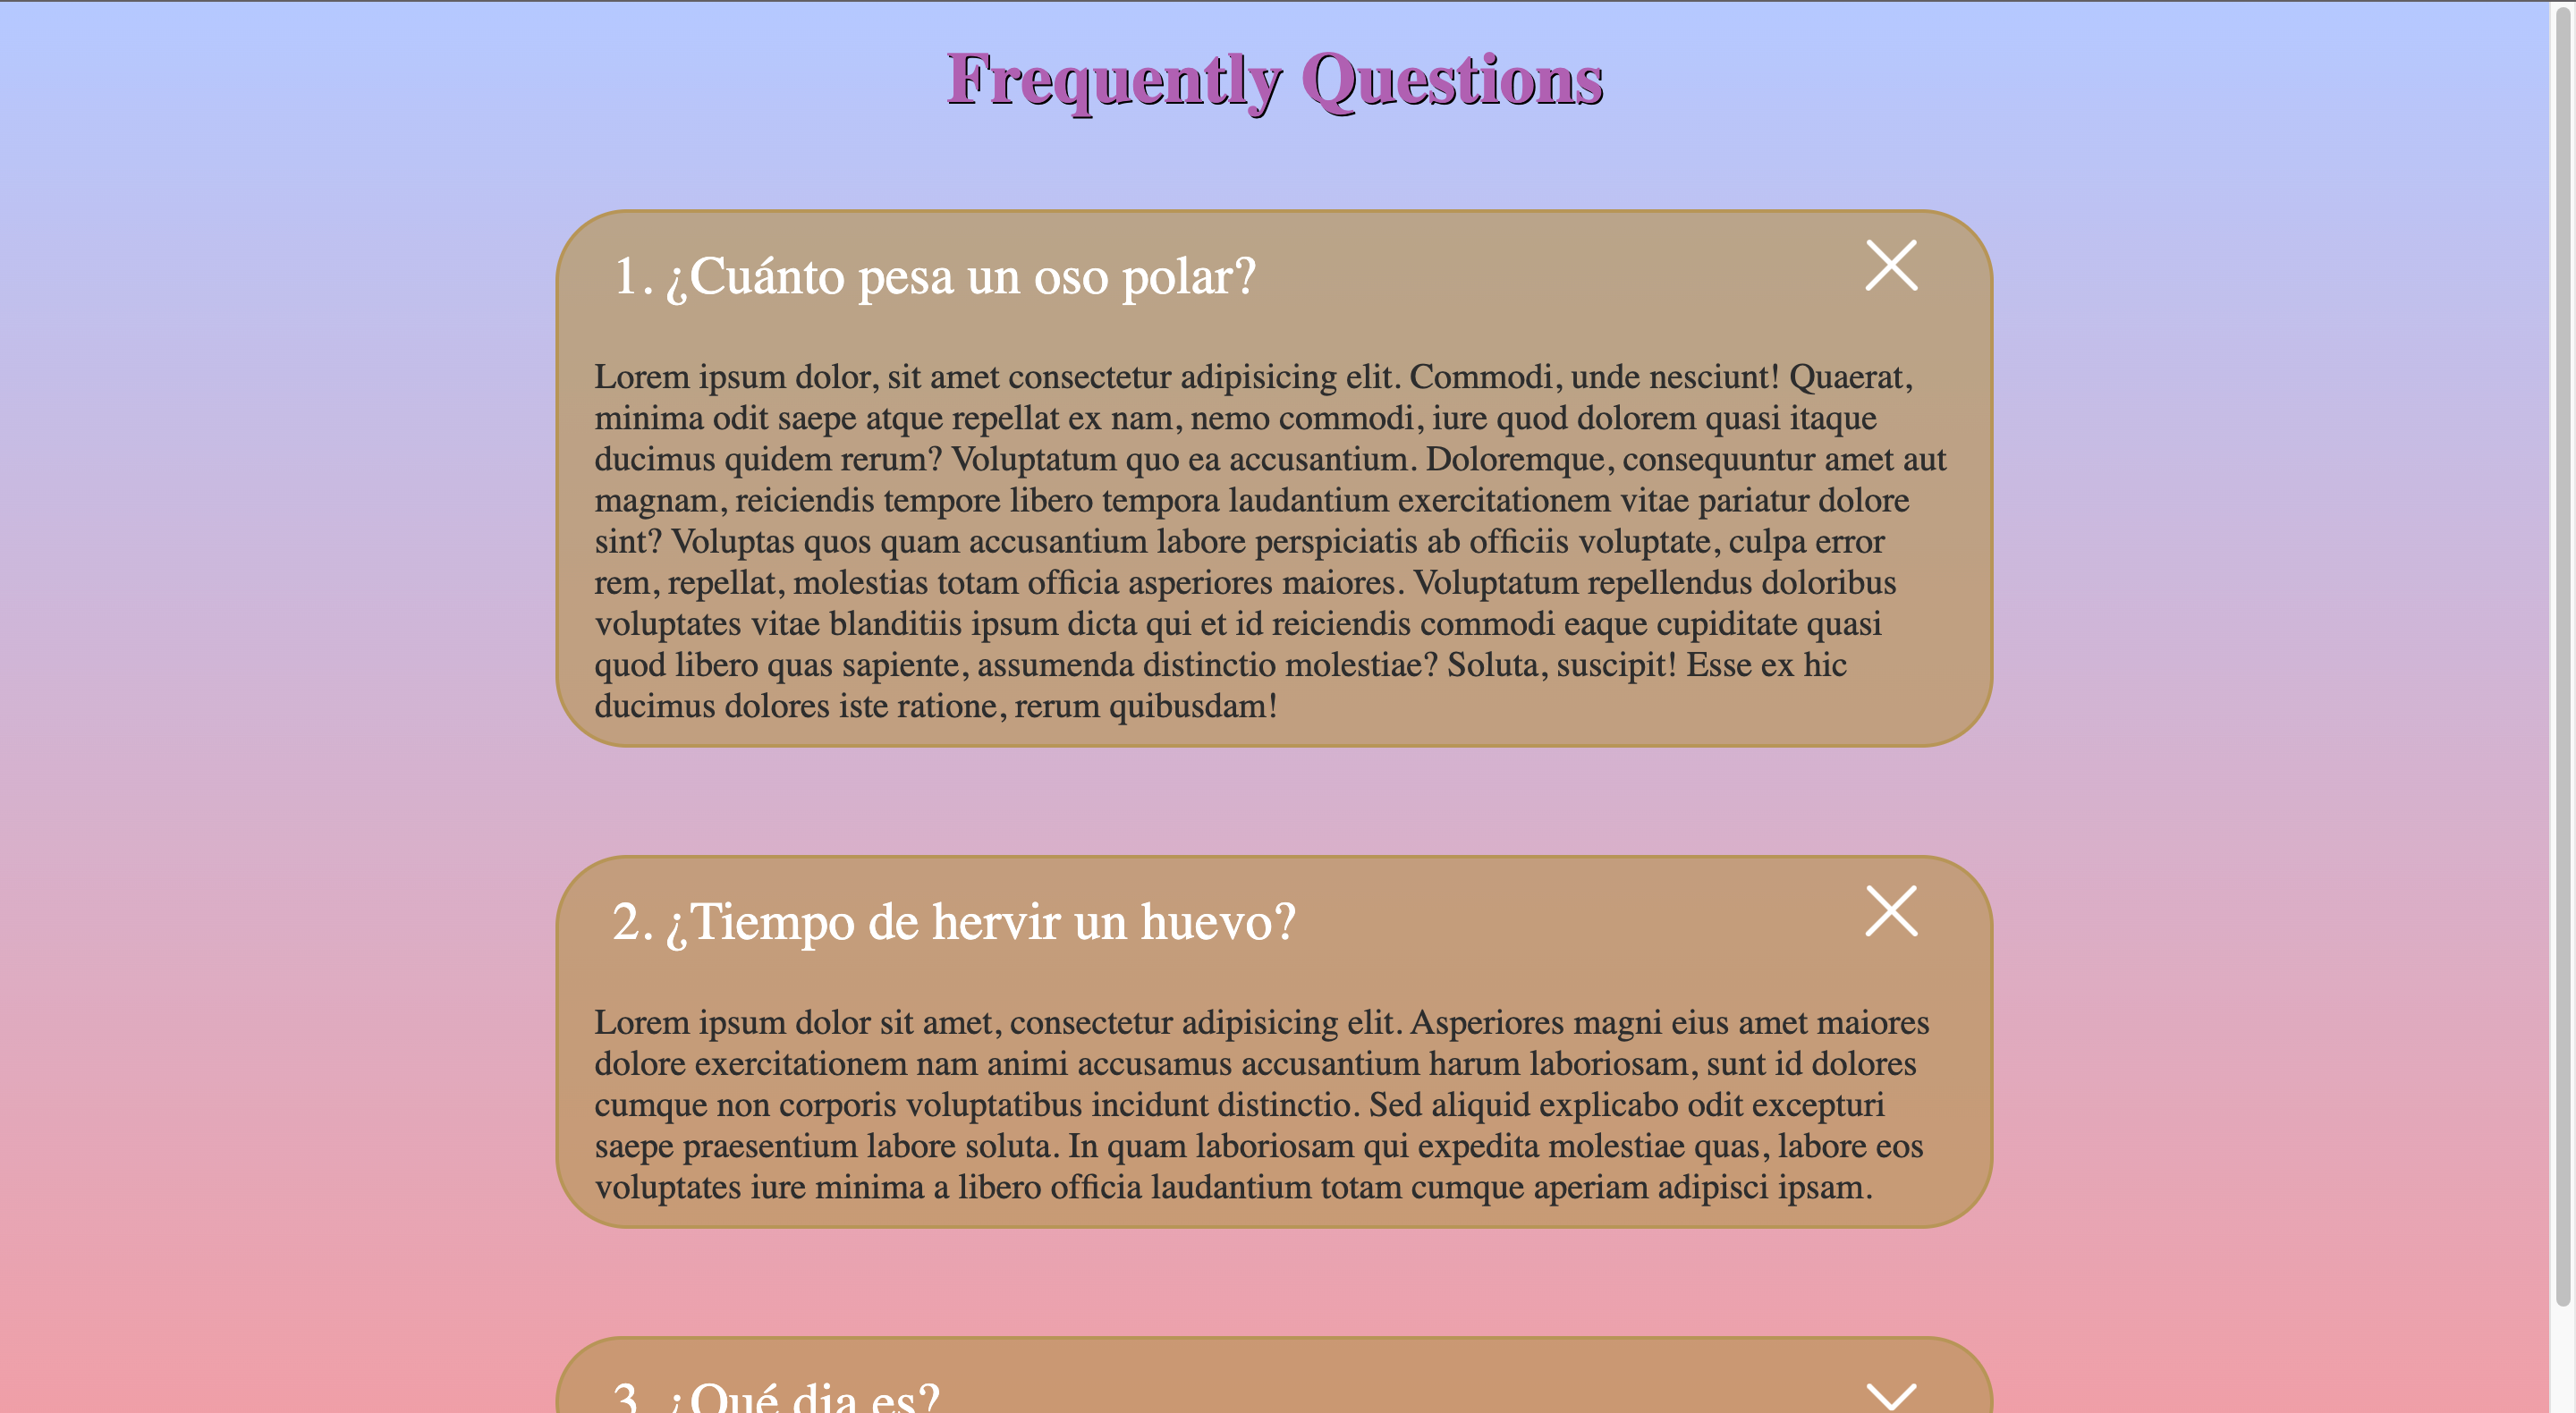 Frequently Questions
1. ¿Cuánto pesa un oso polar?
Lorem ipsum dolor, sit amet consectetur adipisicing elit. Commodi, unde nesciunt! Quaerat,
minima odit saepe atque repellat ex nam, nemo commodi, iure quod dolorem quasi itaque
ducimus quidem rerum? Voluptatum quo ea accusantium. Doloremque, consequuntur amet aut
magnam, reiciendis tempore libero tempora laudantium exercitationem vitae pariatur dolore
sint? Voluptas quos quam accusantium labore perspiciatis ab officiis voluptate, culpa error
rem, repellat, molestias totam officia asperiores maiores. Voluptatum repellendus doloribus
voluptates vitae blanditiis ipsum dicta qui et id reiciendis commodi eaque cupiditate quasi
quod libero quas sapiente, assumenda distinctio molestiae? Soluta, suscipit! Esse ex hic
ducimus dolores iste ratione, rerum quibusdam!
2. ¿Tiempo de hervir un huevo?
Lorem ipsum dolor sit amet, consectetur adipisicing elit. Asperiores magni eius amet maiores
dolore exercitationem nam animi accusamus accusantium harum laboriosam, sunt id dolores
cumque non corporis voluptatibus incidunt distinctio. Sed aliquid explicabo odit excepturi
saepe praesentium labore soluta. In quam laboriosam qui expedita molestiae quas, labore eos
voluptates iure minima a libero officia laudantium totam cumque aperiam adipisci ipsam.
3. ¿Qué dia es?